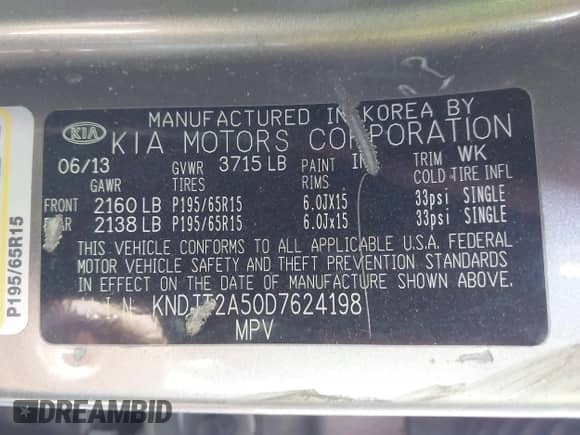 MANUFACTURED IN KOREA BY
KIA KIA MOTORS CORPORATION
06/13 GVWR 3715 LB PAINT TRIM WK
GAWR TIRES RIMS COLD TIRE INFL
FRONT 2160 LB P195/65R15 6.0Jx15 33psi SINGLE
2138 LB P195/65R15 6.0Jx15 33psi SINGLE
THIS VEHICLE CONFORMS TO ALL APPLICABLE U.S.A. FEDERAL
MOTOR VEHICLE SAFETY AND THEFT PREVENTION STANDARDS
IN EFFECT ON THE DATE OF MANUFACTURE SHOWN ABOVE.
KNDJT2A50D7624198
MPV
P195/65R15
DREAMBID